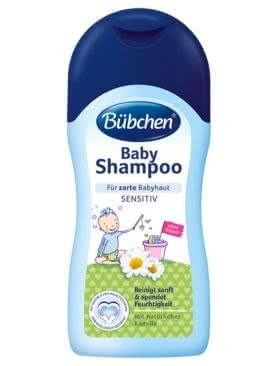 Bübchen
Baby
Shampoo
Für zarte Babyhaut
SENSITIV
Reinigt sanft
& spendet
Feuchtigkeit
mit natürlicher
Kamille